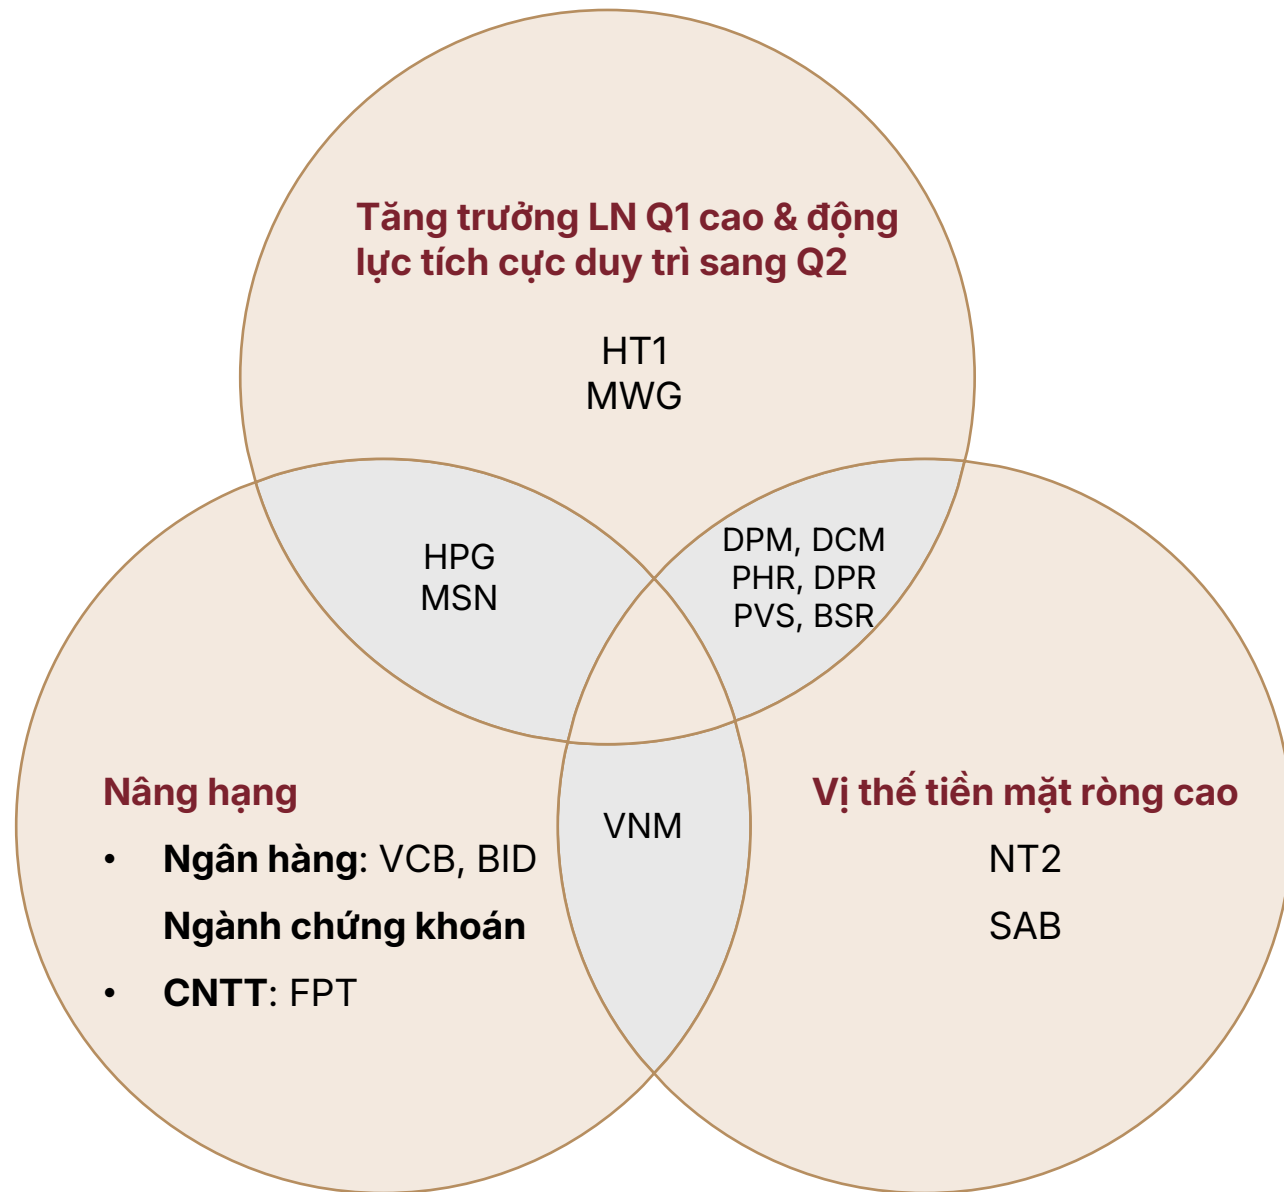 Tăng trưởng LN Q1 cao & động
lực tích cực duy trì sang Q2
HT1
MWG
HPG
MSN
DPM, DCM
PHR, DPR
PVS, BSR
Nâng hạng
• Ngân hàng: VCB, BID
Ngành chứng khoán
• CNTT: FPT
VNM
Vị thế tiền mặt ròng cao
NT2
SAB